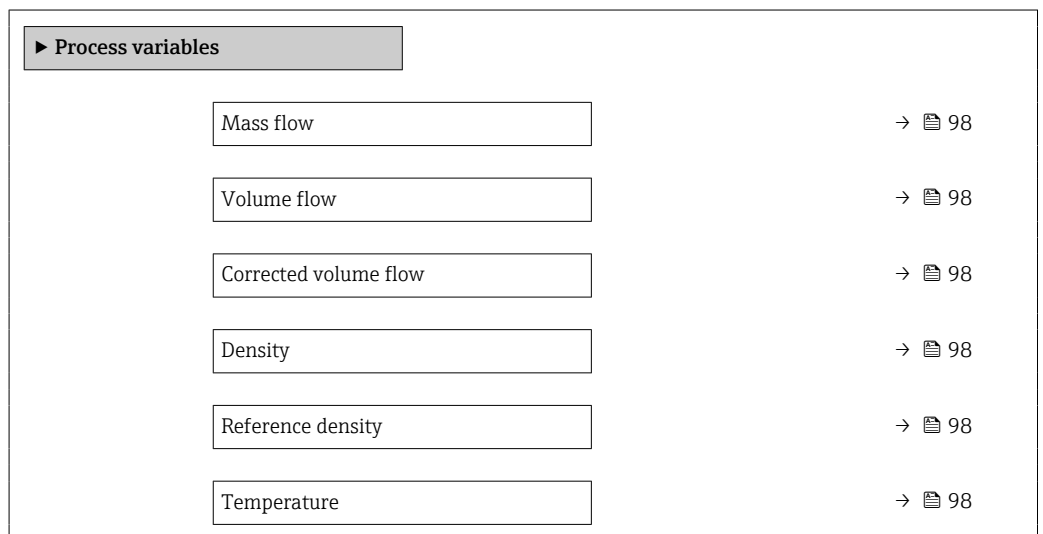 ▶ Process variables
Mass flow → 98
Volume flow → 98
Corrected volume flow → 98
Density → 98
Reference density → 98
Temperature → 98